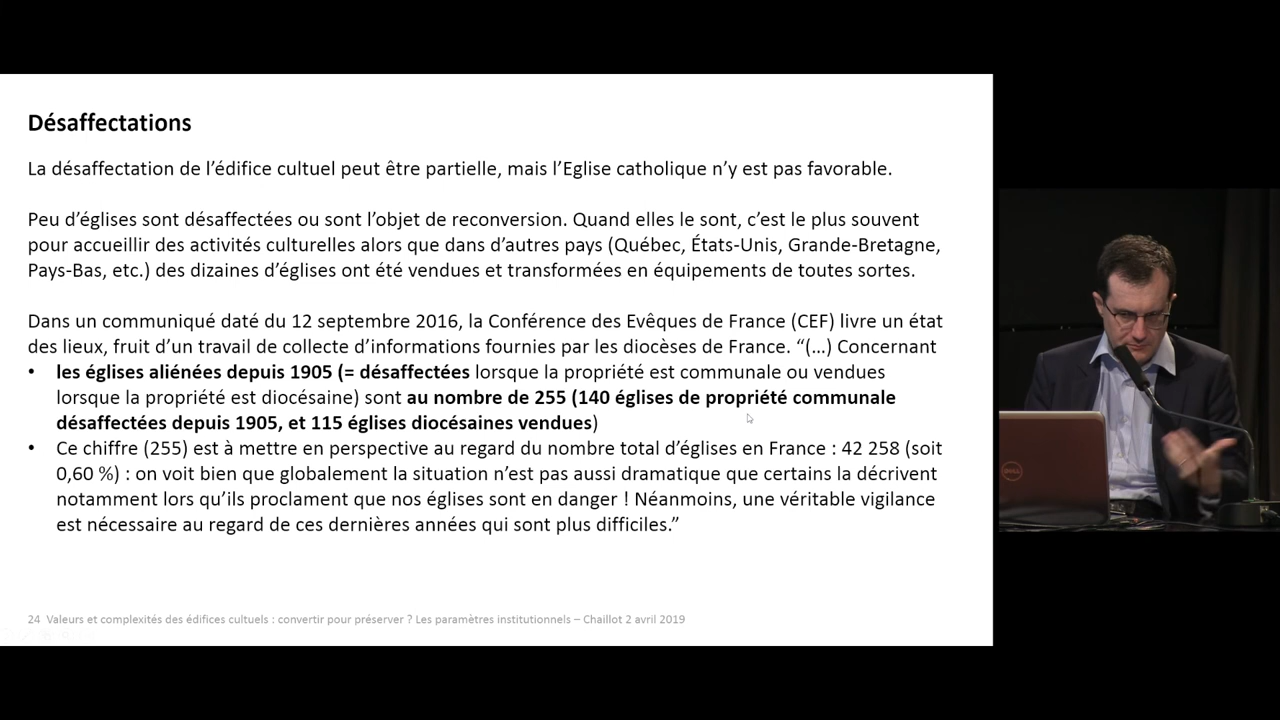 Désaffectations
La désaffectation de l’édifice cultuel peut être partielle, mais l’Eglise catholique n’y est pas favorable.
Peu d’églises sont désaffectées ou sont l’objet de reconversion. Quand elles le sont, c’est le plus souvent
pour accueillir des activités culturelles alors que dans d’autres pays (Québec, États-Unis, Grande-Bretagne,
Pays-Bas, etc.) des dizaines d’églises ont été vendues et transformées en équipements de toutes sortes.
Dans un communiqué daté du 12 septembre 2016, la Conférence des Evêques de France (CEF) livre un état
des lieux, fruit d’un travail de collecte d’informations fournies par les diocèses de France. “(…) Concernant
• les églises aliénées depuis 1905 (= désaffectées lorsque la propriété est communale ou vendues
lorsque la propriété est diocésaine) sont au nombre de 255 (140 églises de propriété communale
désaffectées depuis 1905, et 115 églises diocésaines vendues)
• Ce chiffre (255) est à mettre en perspective au regard du nombre total d’églises en France : 42 258 (soit
0,60 %) : on voit bien que globalement la situation n’est pas aussi dramatique que certains la décrivent
notamment lors qu’ils proclament que nos églises sont en danger ! Néanmoins, une véritable vigilance
est nécessaire au regard de ces dernières années qui sont plus difficiles.”
24 Valeurs et complexités des édifices cultuels : convertir pour préserver ? Les paramètres institutionnels – Chaillot 2 avril 2019
DELL